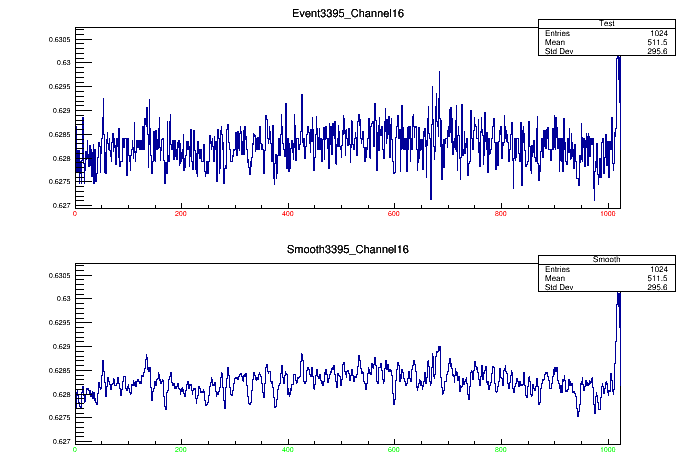 Event3395_Channel16
Test
Entries 1024
Mean 511.5
Std Dev 295.6
0.6305
0.63
0.6295
0.629
0.6285
0.628
0.6275
0.627
0 200 400 600 800 1000
Smooth3395_Channel16
Smooth
Entries 1024
Mean 511.5
Std Dev 295.6
0.6305
0.63
0.6295
0.629
0.6285
0.628
0.6275
0.627
0 200 400 600 800 1000